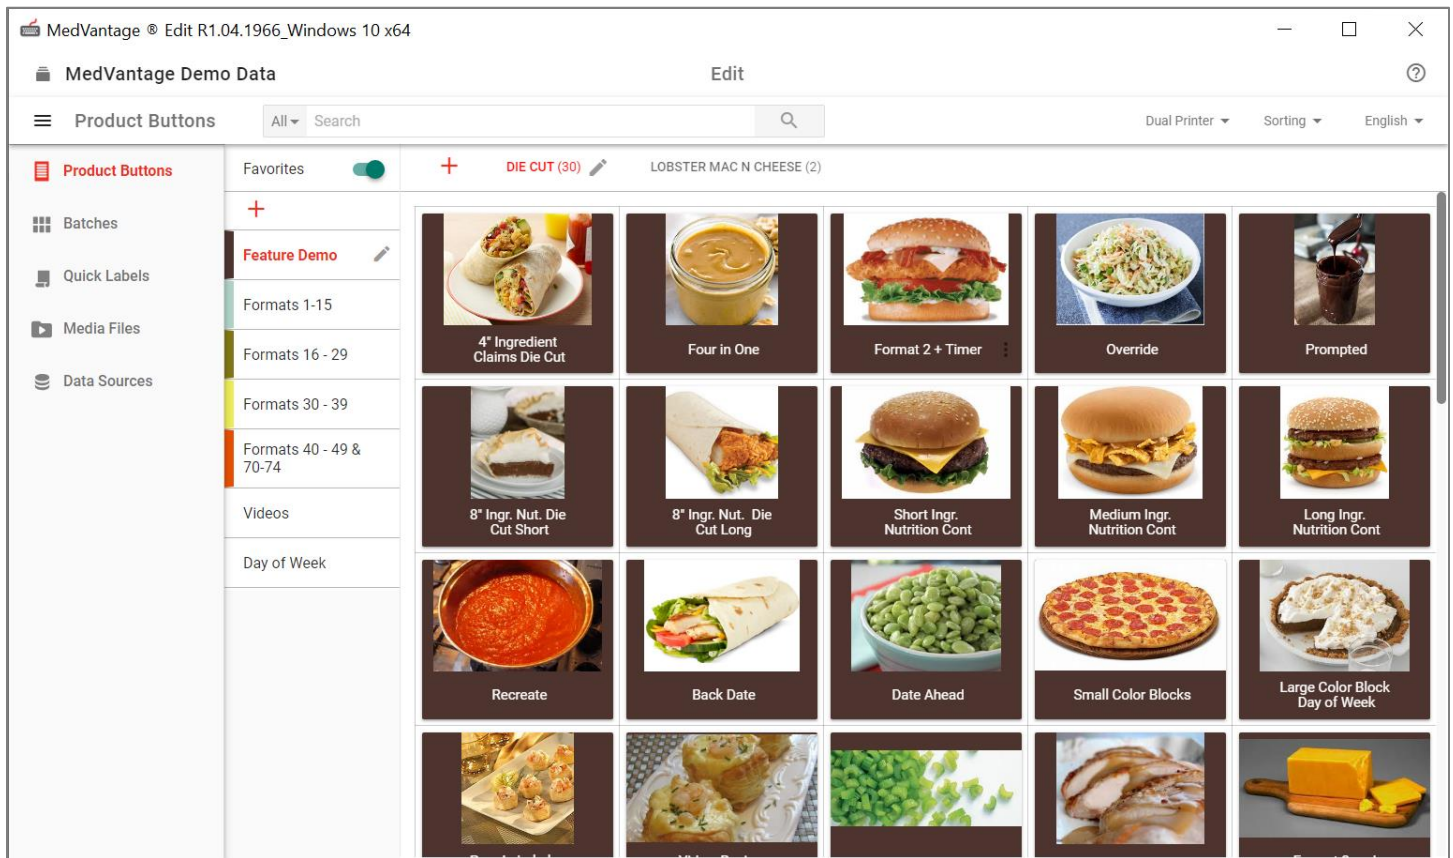 MedVantage ® Edit R1.04.1966_Windows 10 x64
MedVantage Demo Data
Edit
Product Buttons
All
Search
Dual Printer
Sorting
English
Product Buttons
Batches
Quick Labels
Media Files
Data Sources
Favorites
Feature Demo
Formats 1-15
Formats 16 - 29
Formats 30 - 39
Formats 40 - 49 &
70-74
Videos
Day of Week
DIE CUT (30)
LOBSTER MAC N CHEESE (2)
4" Ingredient
Claims Die Cut
Four in One
Format 2 + Timer
Override
Prompted
8" Ingr. Nut. Die
Cut Short
8" Ingr. Nut. Die
Cut Long
Short Ingr.
Nutrition Cont
Medium Ingr.
Nutrition Cont
Long Ingr.
Nutrition Cont
Recreate
Back Date
Date Ahead
Small Color Blocks
Large Color Block
Day of Week